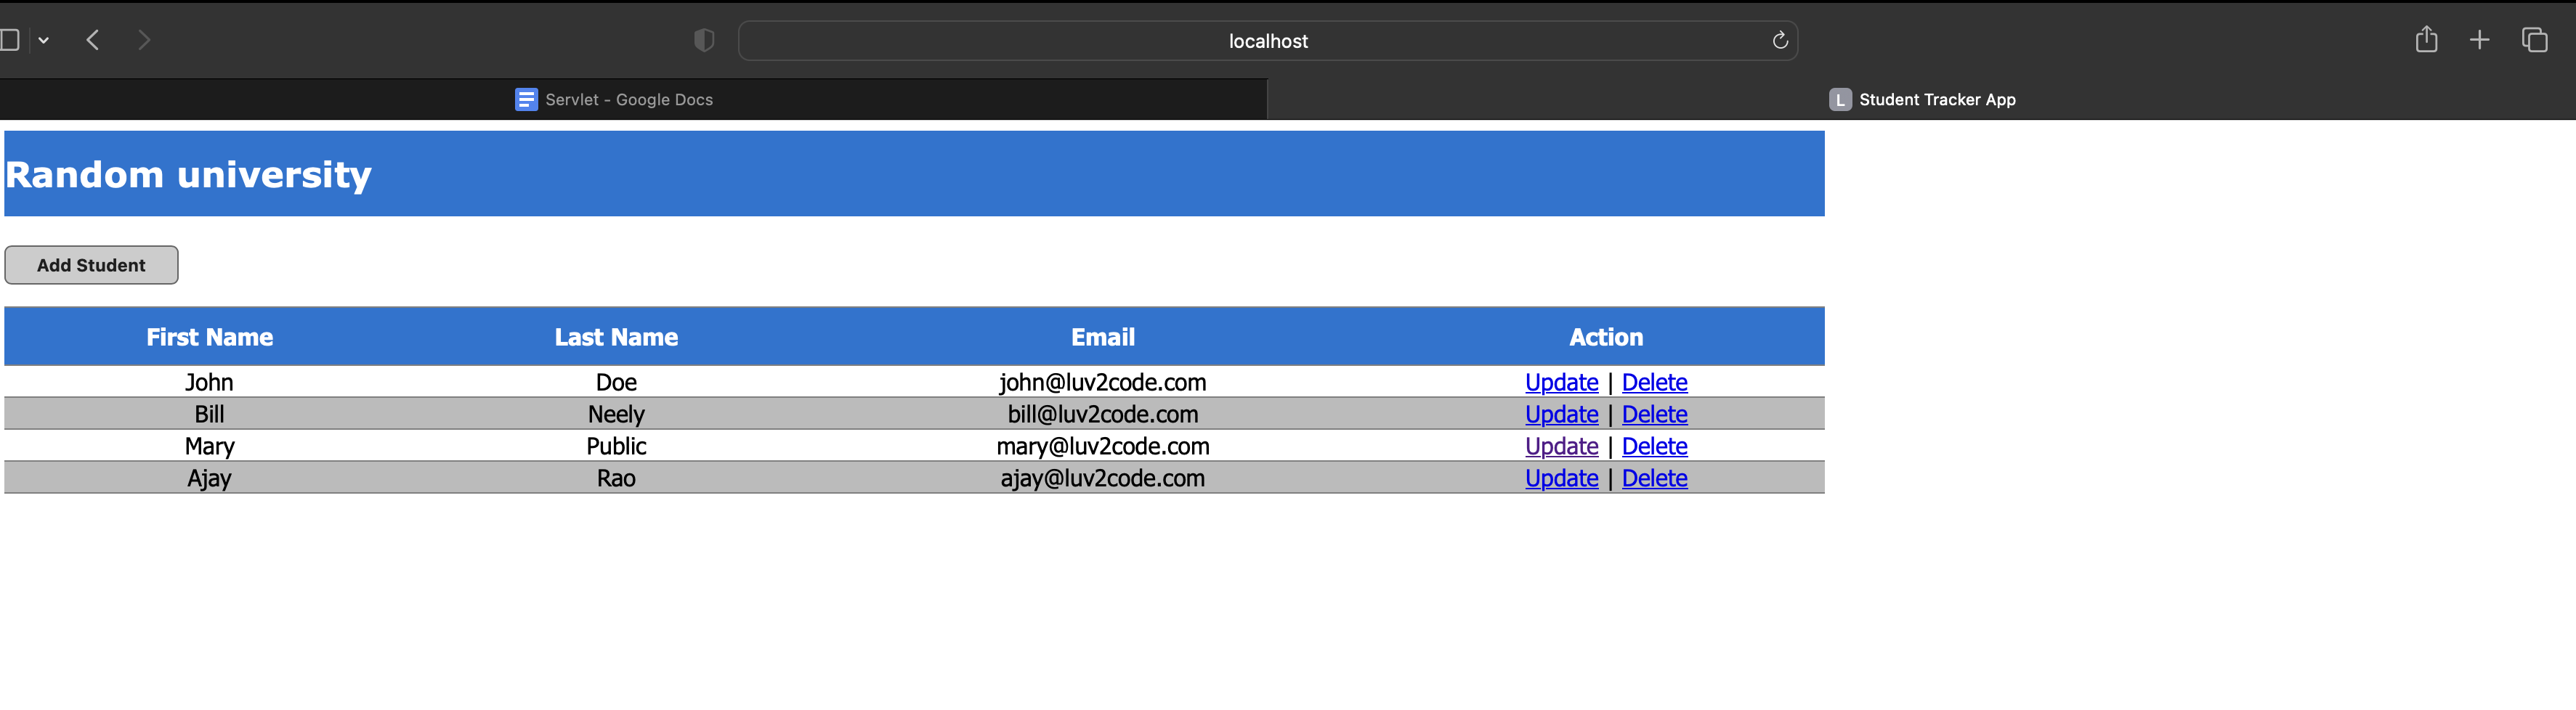 localhost
Servlet - Google Docs
L Student Tracker App
Random university
Add Student
First Name Last Name Email Action
John Doe john@luv2code.com Update | Delete
Bill Neely bill@luv2code.com Update | Delete
Mary Public mary@luv2code.com Update | Delete
Ajay Rao ajay@luv2code.com Update | Delete